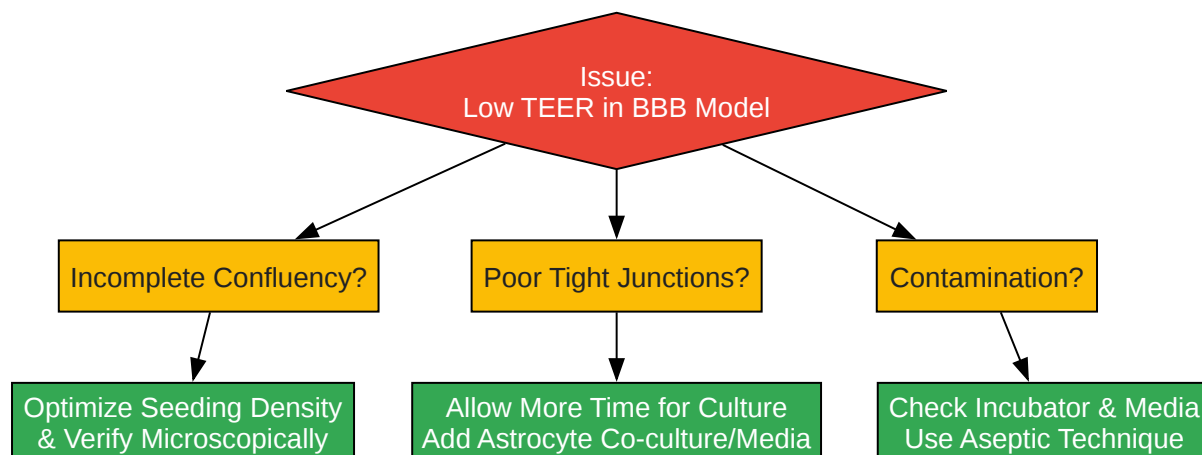 Issue:
Low TEER in BBB Model
Incomplete Confluency?
Poor Tight Junctions?
Contamination?
Optimize Seeding Density
& Verify Microscopically
Allow More Time for Culture
Add Astrocyte Co-culture/Media
Check Incubator & Media
Use Aseptic Technique